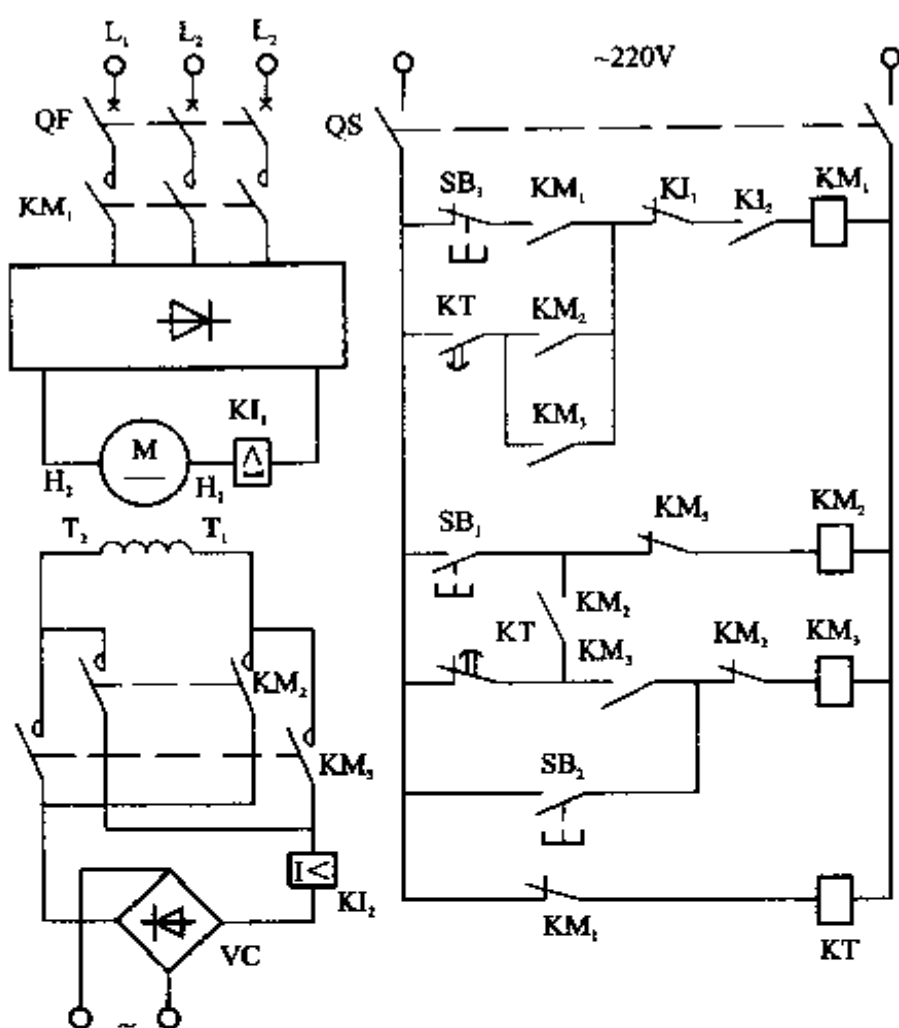 L₁ L₂ L₂
QF
KM₁
KI₁
M
H₂ H₁
T₂ T₁
KM₂
KM₃
I<
KI₂
VC
~
~220V
QS
SB₃ KM₁ KI₁ KI₂ KM₁
KT KM₂
KM₃
SB₁ KM₃ KM₂
KM₂
KT KM₃ KM₂ KM₃
SB₂
KM₁ KT